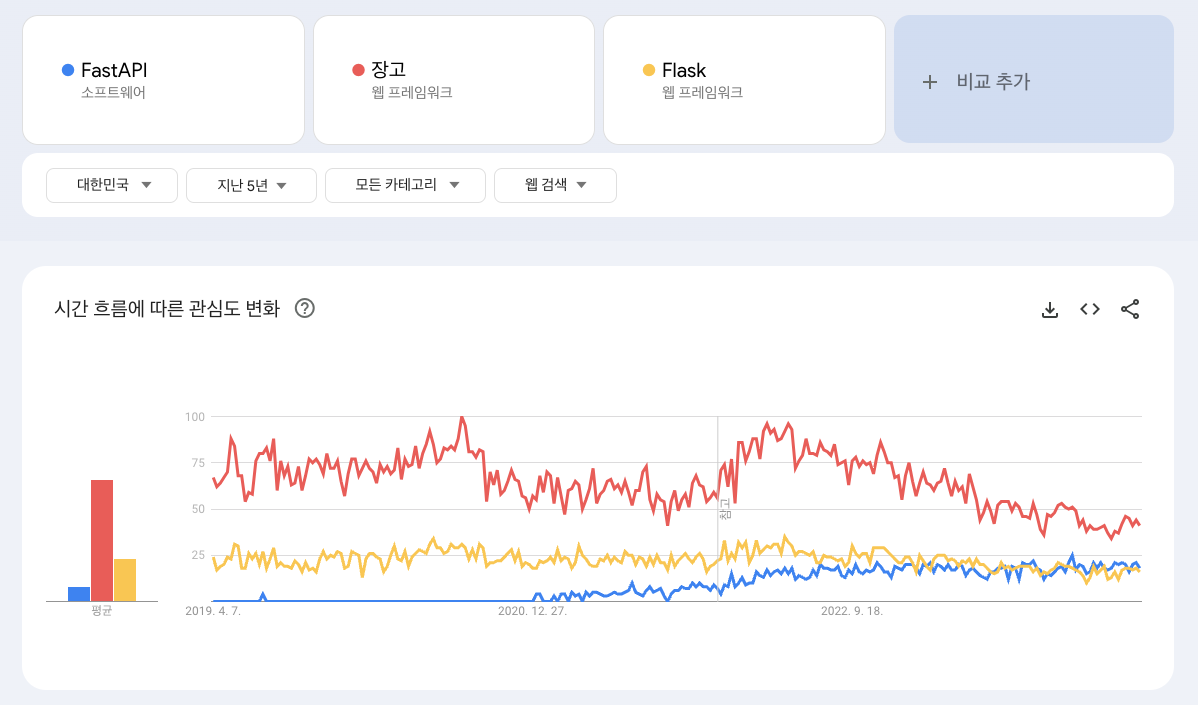 FastAPI
소프트웨어
장고
웹 프레임워크
Flask
웹 프레임워크
+ 비교 추가
대한민국
지난 5년
모든 카테고리
웹 검색
시간 흐름에 따른 관심도 변화
?
100
75
50
25
참고
평균
2019. 4. 7.
2020. 12. 27.
2022. 9. 18.